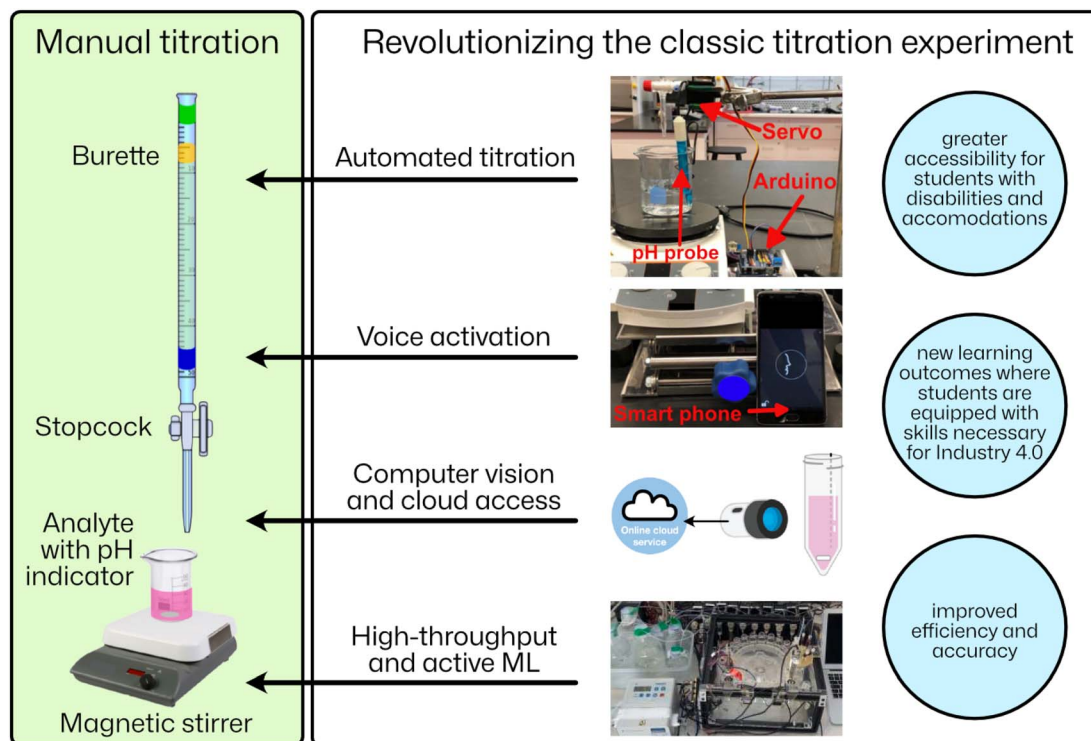 Manual titration
Burette
Stopcock
Analyte
with pH
indicator
Magnetic stirrer
Revolutionizing the classic titration experiment
Automated titration
Voice activation
Computer vision
and cloud access
High-throughput
and active ML
Servo
Arduino
pH probe
Smart phone
Online cloud
service
greater
accessibility for
students with
disabilities and
accomodations
new learning
outcomes where
students are
equipped with
skills necessary
for Industry 4.0
improved
efficiency and
accuracy